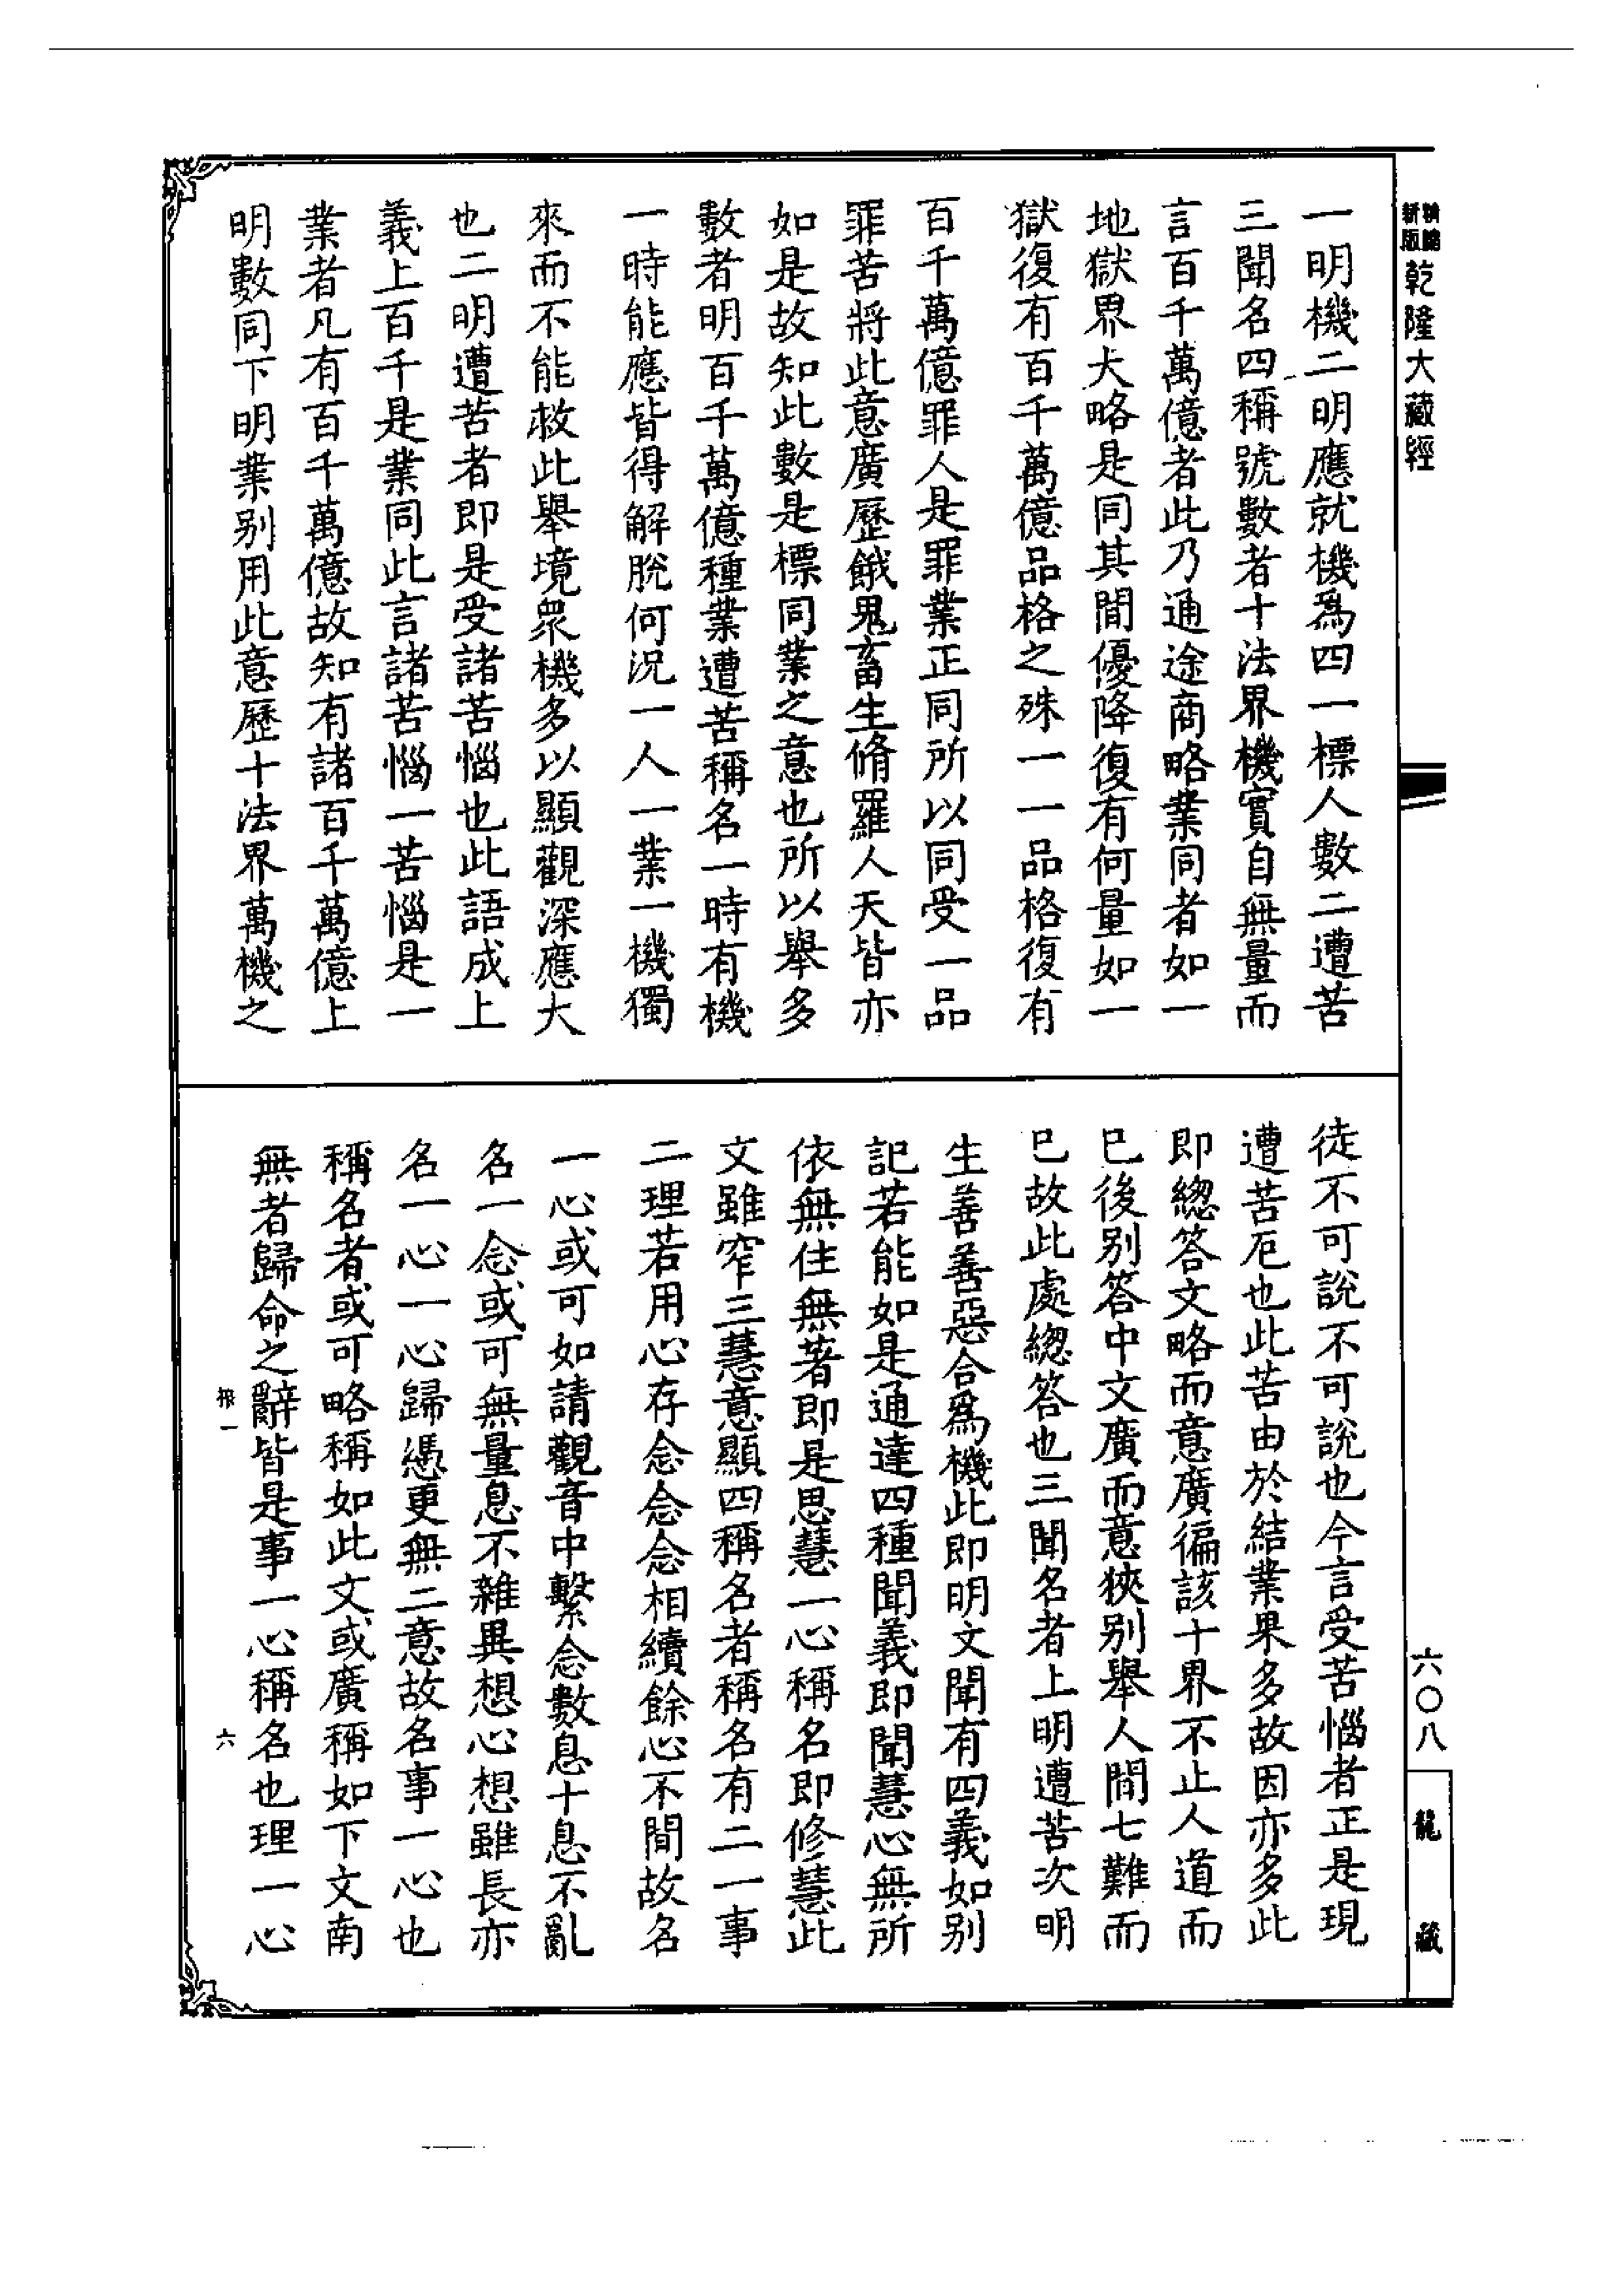 新版
乾隆大藏經
一明機二明應就機爲四一標人數二遭苦
三聞名四稱號數者十法界機實自無量而
言百千萬億者此乃通途商略業同者如一
地獄界大略是同其間優降復有何量如一
獄復有百千萬億品格之殊一一品格復有
百千萬億罪人是罪業正同所以同受一品
罪苦將此意廣歷餓鬼畜生脩羅人天皆亦
如是故知此數是標同業之意也所以舉多
數者明百千萬億種業遭苦稱名一時有機
一時能應皆得解脫何況一人一業一機獨
來而不能救此舉境眾機多以顯觀深應大
也二明遭苦者即是受諸苦惱也此語成上
義上百千是業同此言諸苦惱一苦惱是一
業者凡有百千萬億故知有諸百千萬億上
明數同下明業别用此意歷十法界萬機之
徒不可說不可說也今言受苦惱者正是現
遭苦厄也此苦由於結業果多故因亦多此
即總答文略而意廣徧該十界不止人道而
已後别答中文廣而意狹别舉人間七難而
已故此處總答也三聞名者上明遭苦次明
生善善惡合爲機此即明文聞有四義如别
記若能如是通達四種聞義即聞慧心無所
依無住無著即是思慧一心稱名即修慧此
文雖窄三慧意顯四稱名者稱名有二一事
二理若用心存念念念相續餘心不間故名
一心或可如請觀音中繫念數息十息不亂
名一念或可無量息不雜異想心想雖長亦
名一心一心歸憑更無二意故名事一心也
稱名者或可略稱如此文或廣稱如下文南
無者歸命之辭皆是事一心稱名也理一心
六
六〇八
龍藏